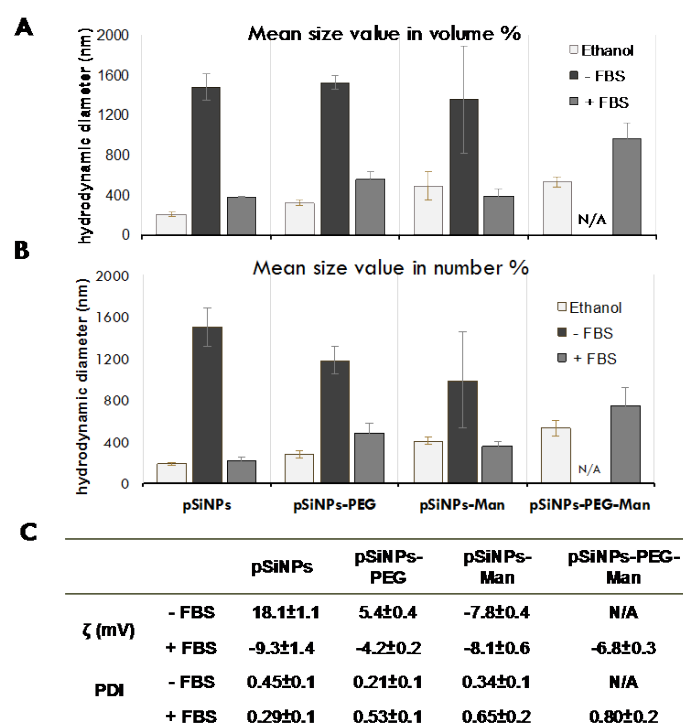 A
Mean size value in volume %
hydrodynamic diameter (nm)
2000
1600
1200
800
400
0
Ethanol
- FBS
+ FBS
N/A
B
Mean size value in number %
hydrodynamic diameter (nm)
2000
1600
1200
800
400
0
Ethanol
- FBS
+ FBS
N/A
pSiNPs pSiNPs-PEG pSiNPs-Man pSiNPs-PEG-Man
C
pSiNPs pSiNPs-PEG pSiNPs-Man pSiNPs-PEG-Man
ζ (mV)
- FBS 18.1±1.1 5.4±0.4 -7.8±0.4 N/A
+ FBS -9.3±1.4 -4.2±0.2 -8.1±0.6 -6.8±0.3
PDI
- FBS 0.45±0.1 0.21±0.1 0.34±0.1 N/A
+ FBS 0.29±0.1 0.53±0.1 0.65±0.2 0.80±0.2